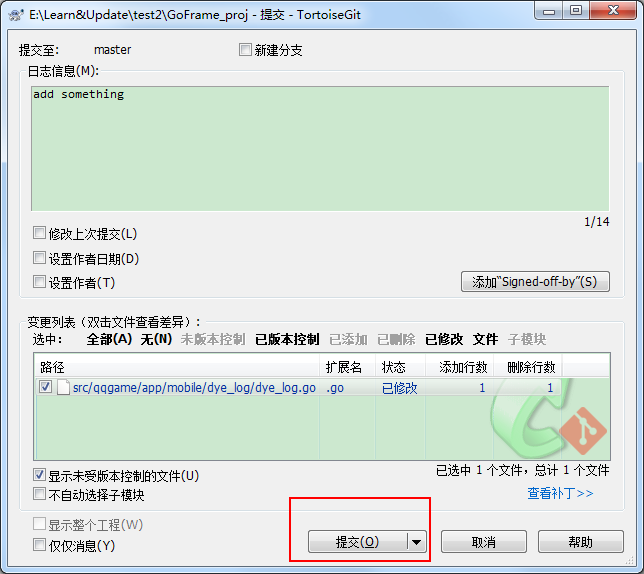 E:\Learn&Update\test2\GoFrame_proj - 提交 - TortoiseGit
提交至: master 新建分支
日志信息(M):
add something
1/14
修改上次提交(L)
设置作者日期(D)
设置作者(T) 添加“Signed-off-by”(S)
变更列表（双击文件查看差异）:
选中: 全部(A) 无(N) 未版本控制 已版本控制 已添加 已删除 已修改 文件 子模块
路径 扩展名 状态 添加行数 删除行数
src/qqgame/app/mobile/dye_log/dye_log.go .go 已修改 1 1
显示未受版本控制的文件(U) 已选中 1 个文件，总计 1 个文件
不自动选择子模块 查看补丁>>
显示整个工程(W)
仅仅消息(Y) 提交(O) 取消 帮助